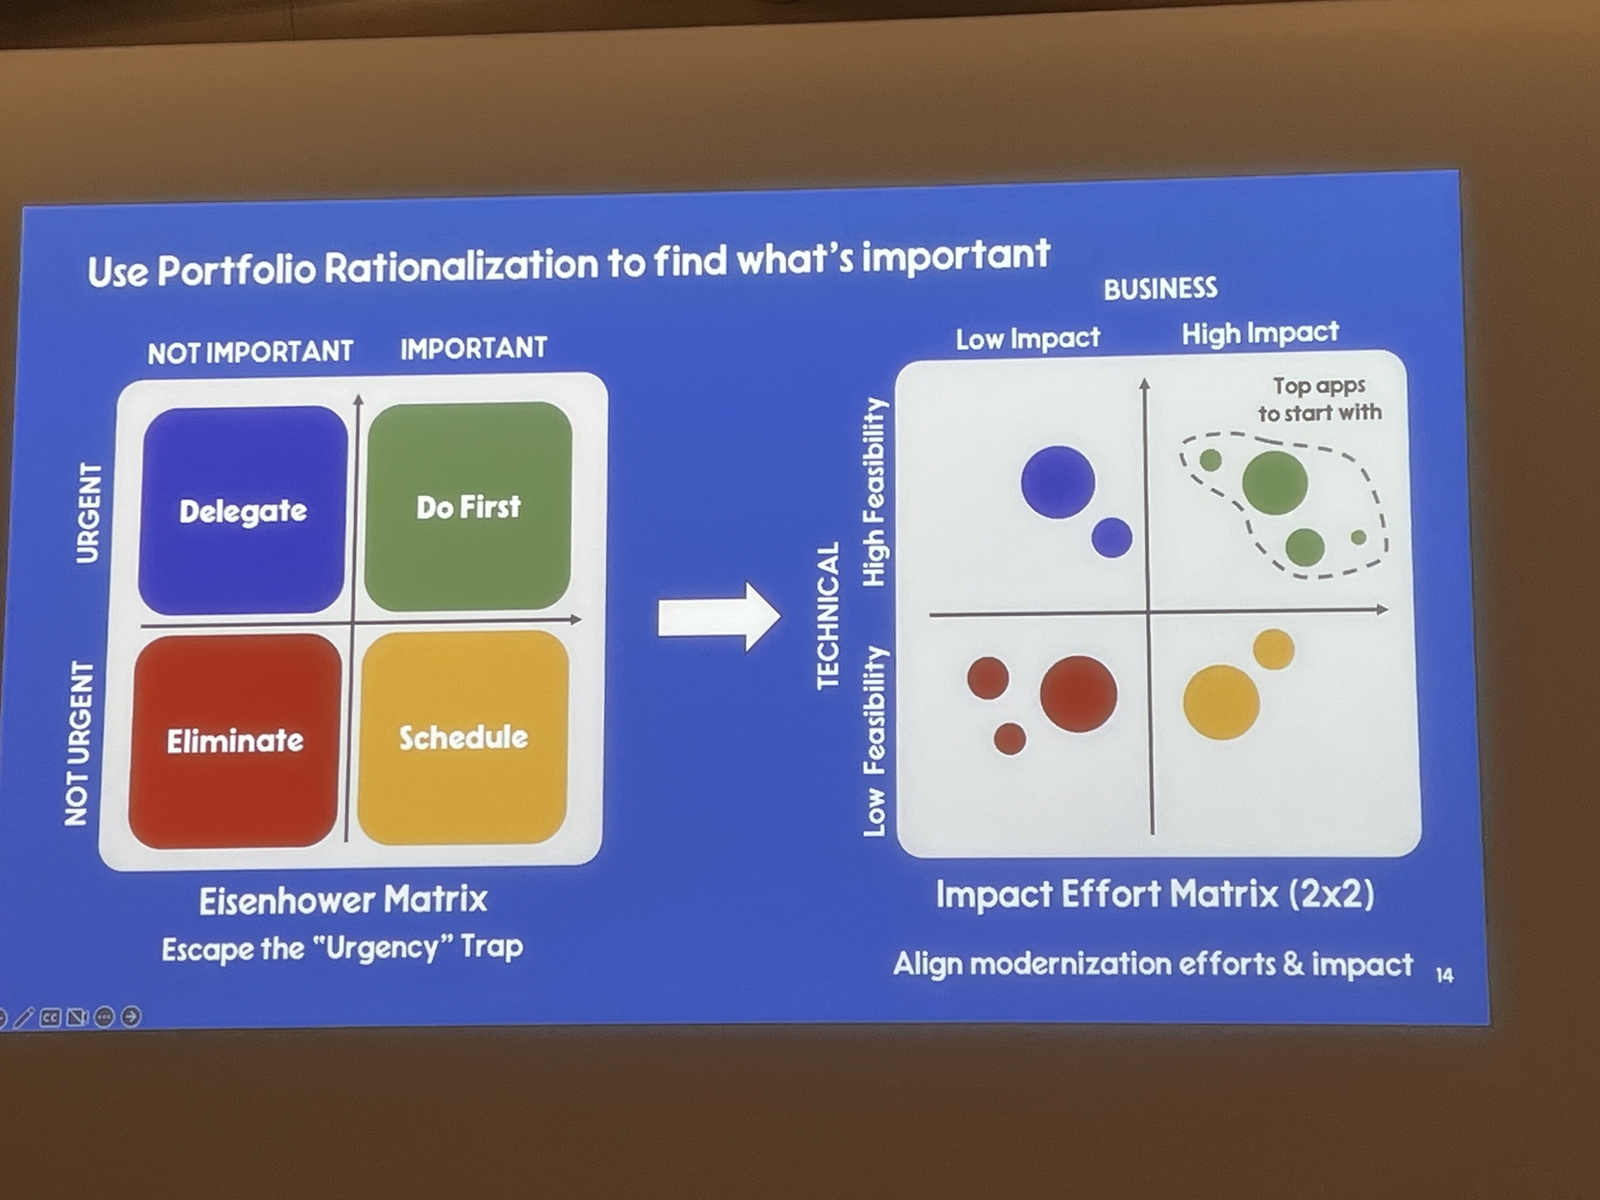 Use Portfolio Rationalization to find what's important
NOT IMPORTANT
IMPORTANT
URGENT
NOT URGENT
Delegate
Do First
Eliminate
Schedule
Eisenhower Matrix
Escape the “Urgency” Trap
BUSINESS
Low Impact
High Impact
TECHNICAL
High Feasibility
Low Feasibility
Top apps
to start with
Impact Effort Matrix (2x2)
Align modernization efforts & impact
14
CC